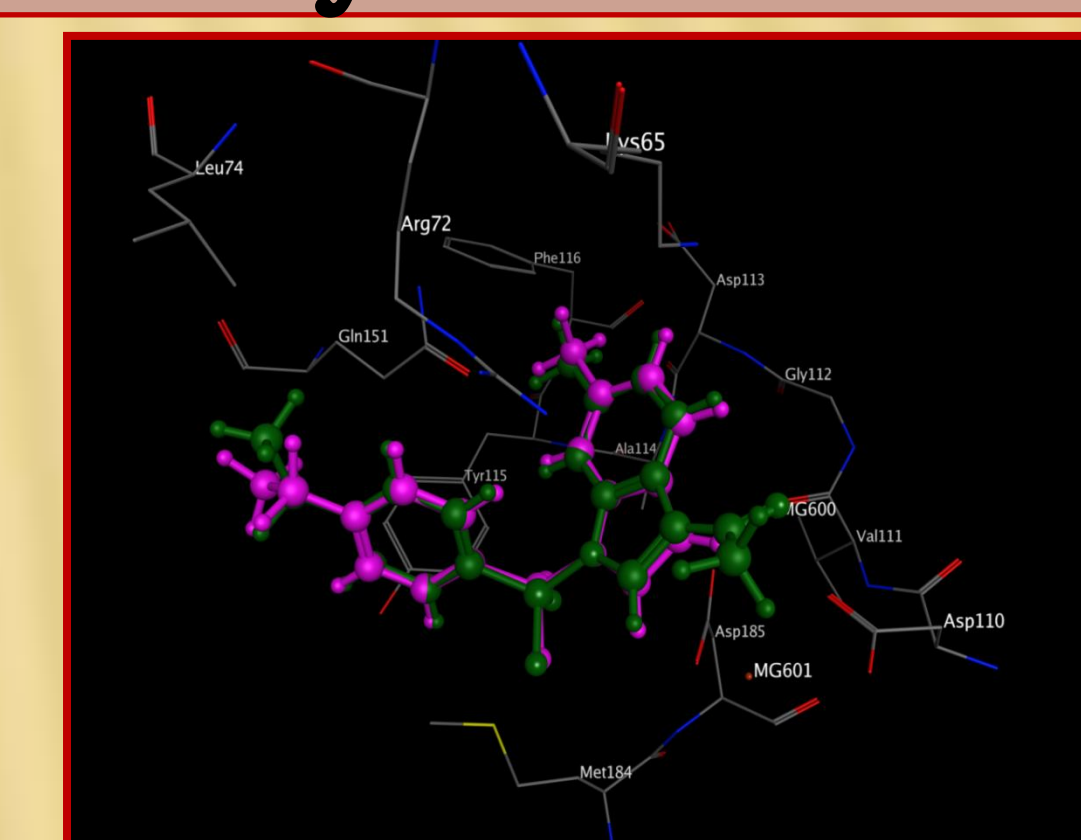 Lys65
Leu74
Arg72
Phe116
Asp113
Gln151
Gly112
Ala114
Tyr115
MG600
Val111
Asp110
Asp185
MG601
Met184